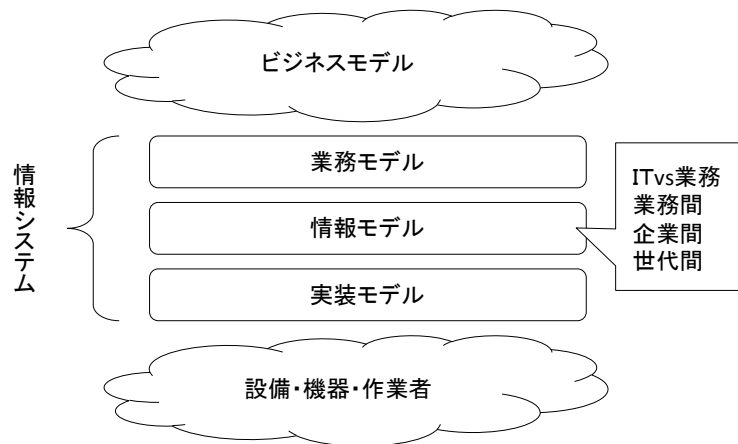 ビジネスモデル
情報システム
業務モデル
情報モデル
実装モデル
ITvs業務
業務間
企業間
世代間
設備・機器・作業者